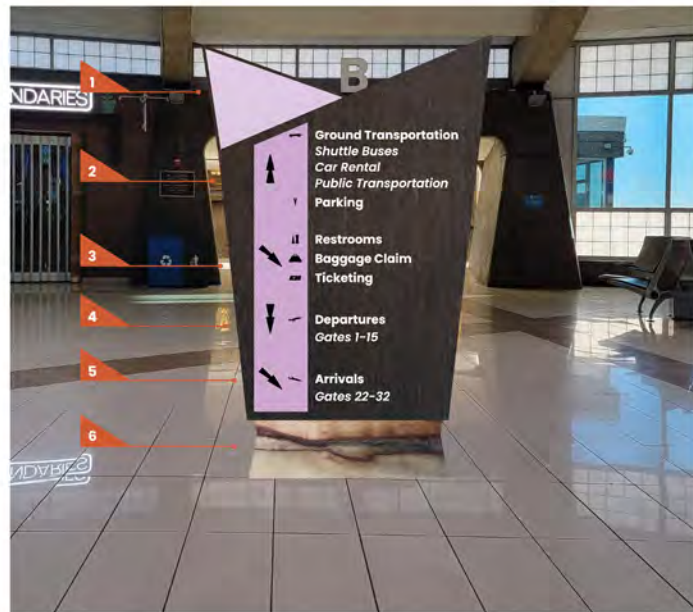 B
NDARIES
1
Ground Transportation
Shuttle Buses
2
Car Rental
Public Transportation
Parking
Restrooms
3
Baggage Claim
Ticketing
4
Departures
Gates 1-15
5
Arrivals
Gates 22-32
6
NDARIES